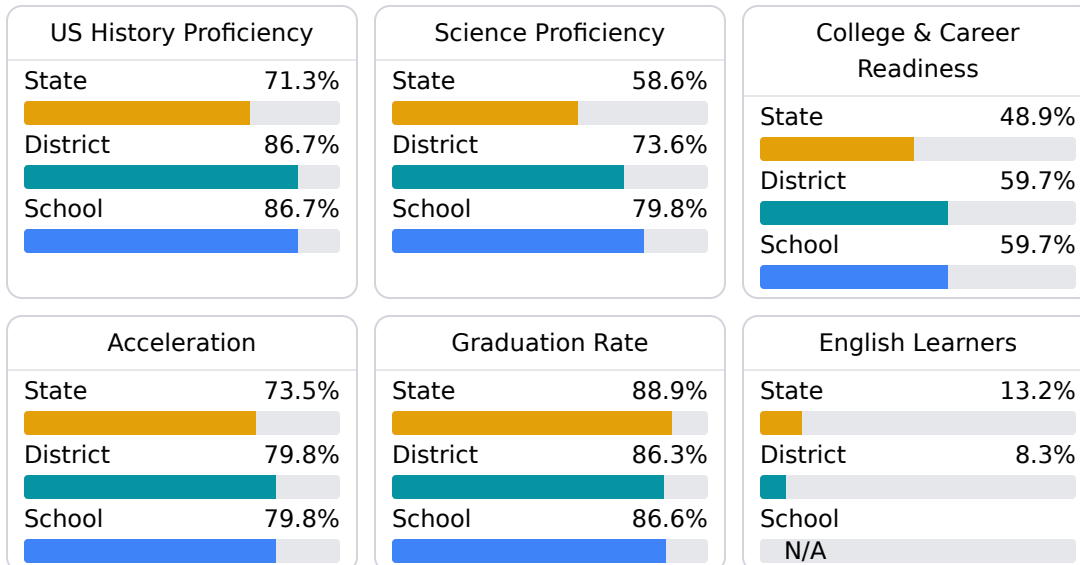 US History Proficiency
State 71.3%
District 86.7%
School 86.7%
Science Proficiency
State 58.6%
District 73.6%
School 79.8%
College & Career
Readiness
State 48.9%
District 59.7%
School 59.7%
Acceleration
State 73.5%
District 79.8%
School 79.8%
Graduation Rate
State 88.9%
District 86.3%
School 86.6%
English Learners
State 13.2%
District 8.3%
School
N/A